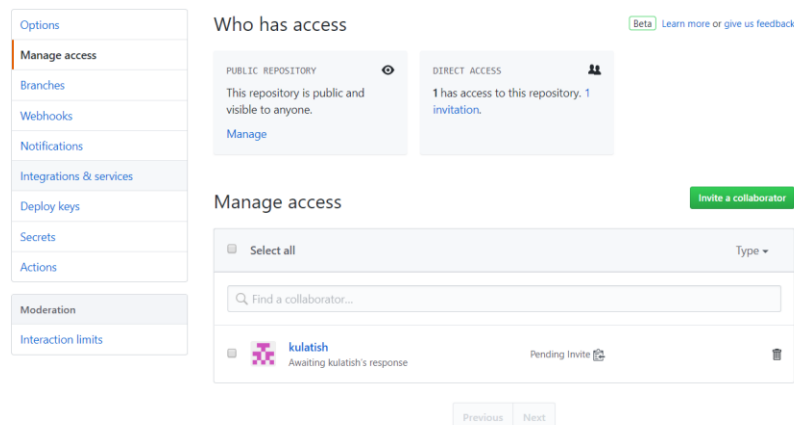 Options
Manage access
Branches
Webhooks
Notifications
Integrations & services
Deploy keys
Secrets
Actions
Moderation
Interaction limits
Who has access
Beta Learn more or give us feedback
PUBLIC REPOSITORY
This repository is public and
visible to anyone.
Manage
DIRECT ACCESS
1 has access to this repository. 1
invitation.
Manage access
Invite a collaborator
Select all
Type
Find a collaborator...
kulatish
Awaiting kulatish's response
Pending Invite
Previous Next